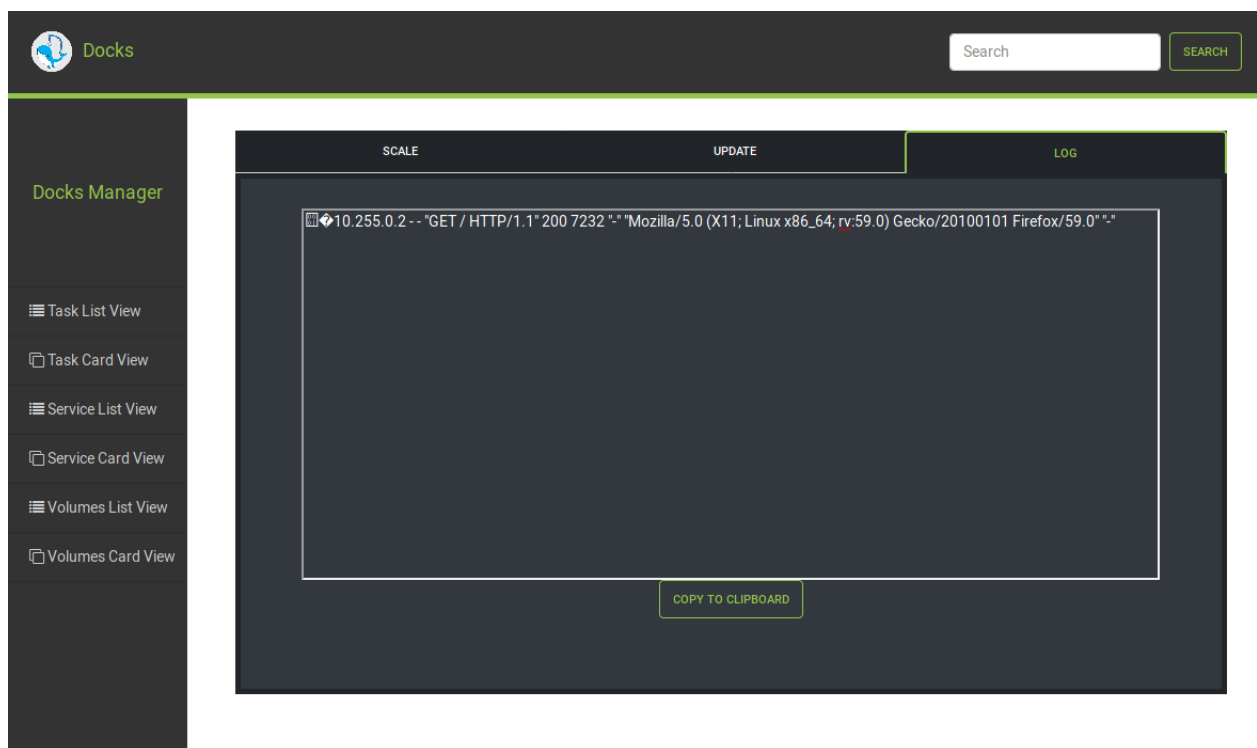 Docks
Search
SEARCH
Docks Manager
Task List View
Task Card View
Service List View
Service Card View
Volumes List View
Volumes Card View
SCALE
UPDATE
LOG
�10.255.0.2 - - "GET / HTTP/1.1" 200 7232 "-" "Mozilla/5.0 (X11; Linux x86_64; rv:59.0) Gecko/20100101 Firefox/59.0" "-"
COPY TO CLIPBOARD